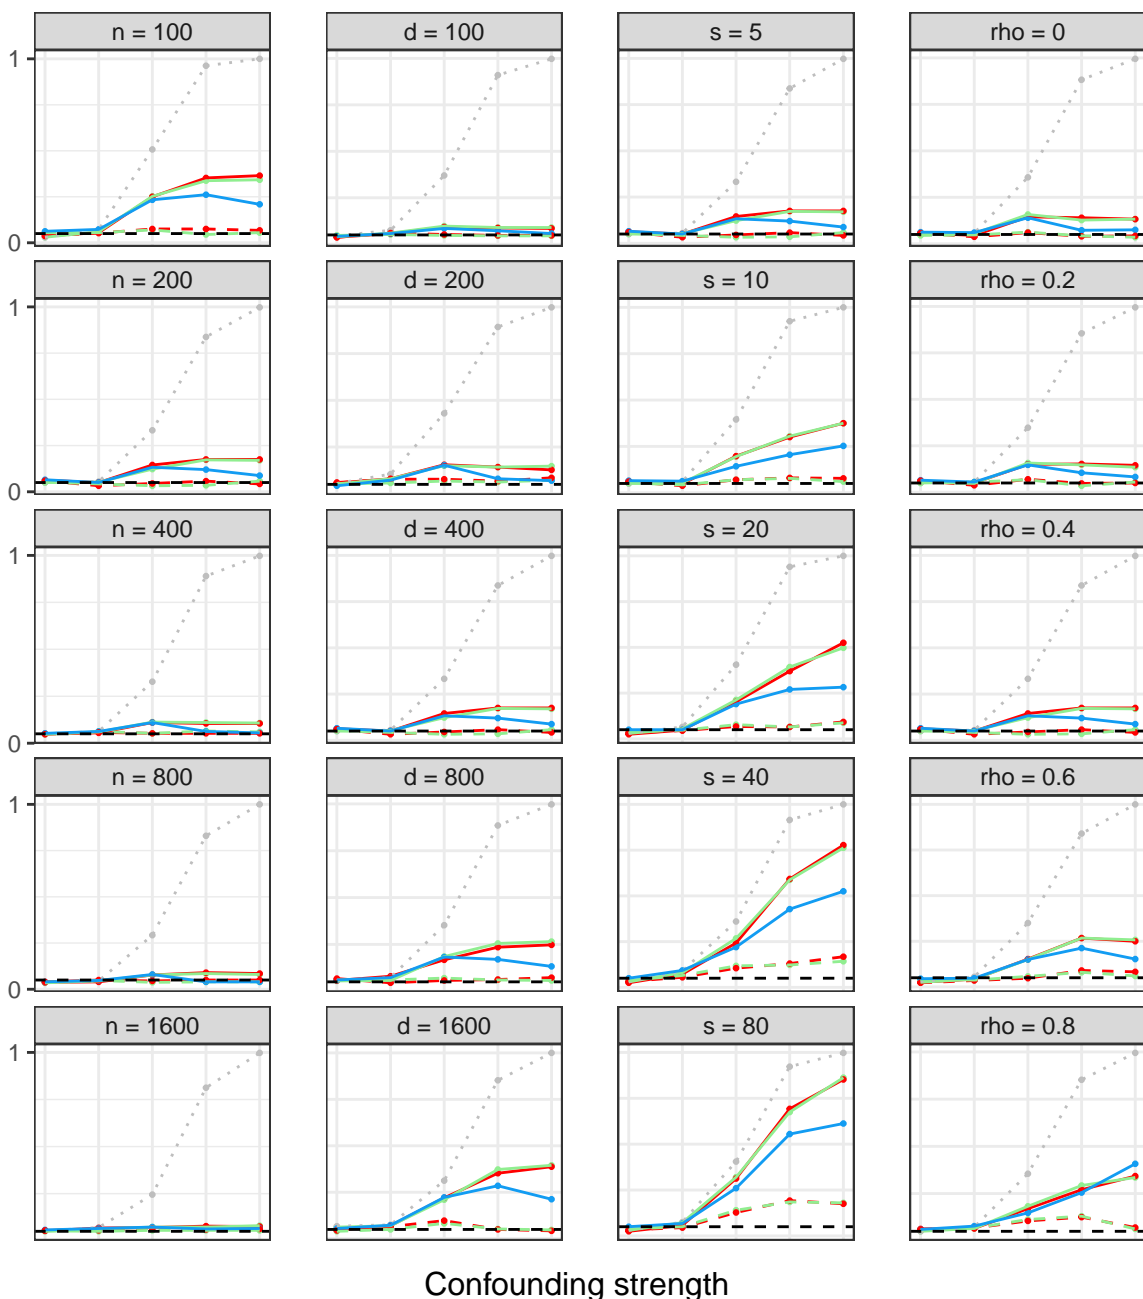 n = 100 d = 100 s = 5 rho = 0
1
0
n = 200 d = 200 s = 10 rho = 0.2
1
0
n = 400 d = 400 s = 20 rho = 0.4
1
0
n = 800 d = 800 s = 40 rho = 0.6
1
0
n = 1600 d = 1600 s = 80 rho = 0.8
1
Confounding strength